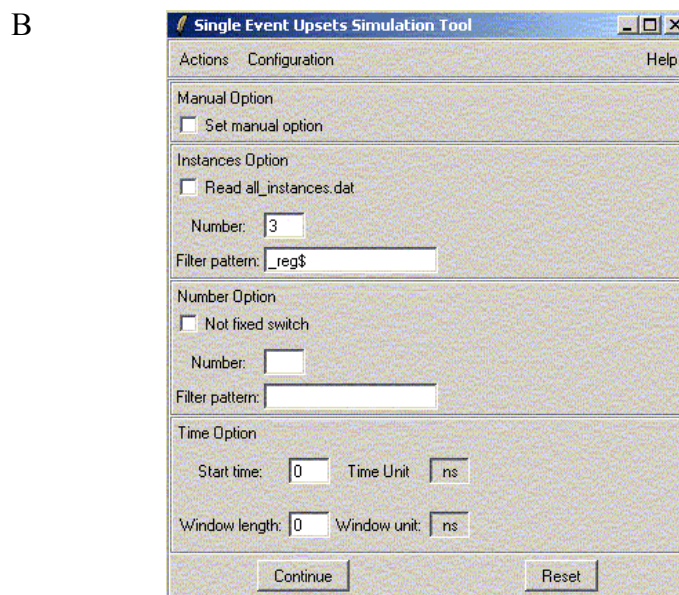 B
Single Event Upsets Simulation Tool
Actions Configuration Help
Manual Option
Set manual option
Instances Option
Read all_instances.dat
Number: 3
Filter pattern: _reg$
Number Option
Not fixed switch
Number:
Filter pattern:
Time Option
Start time: 0 Time Unit ns
Window length: 0 Window unit: ns
Continue Reset